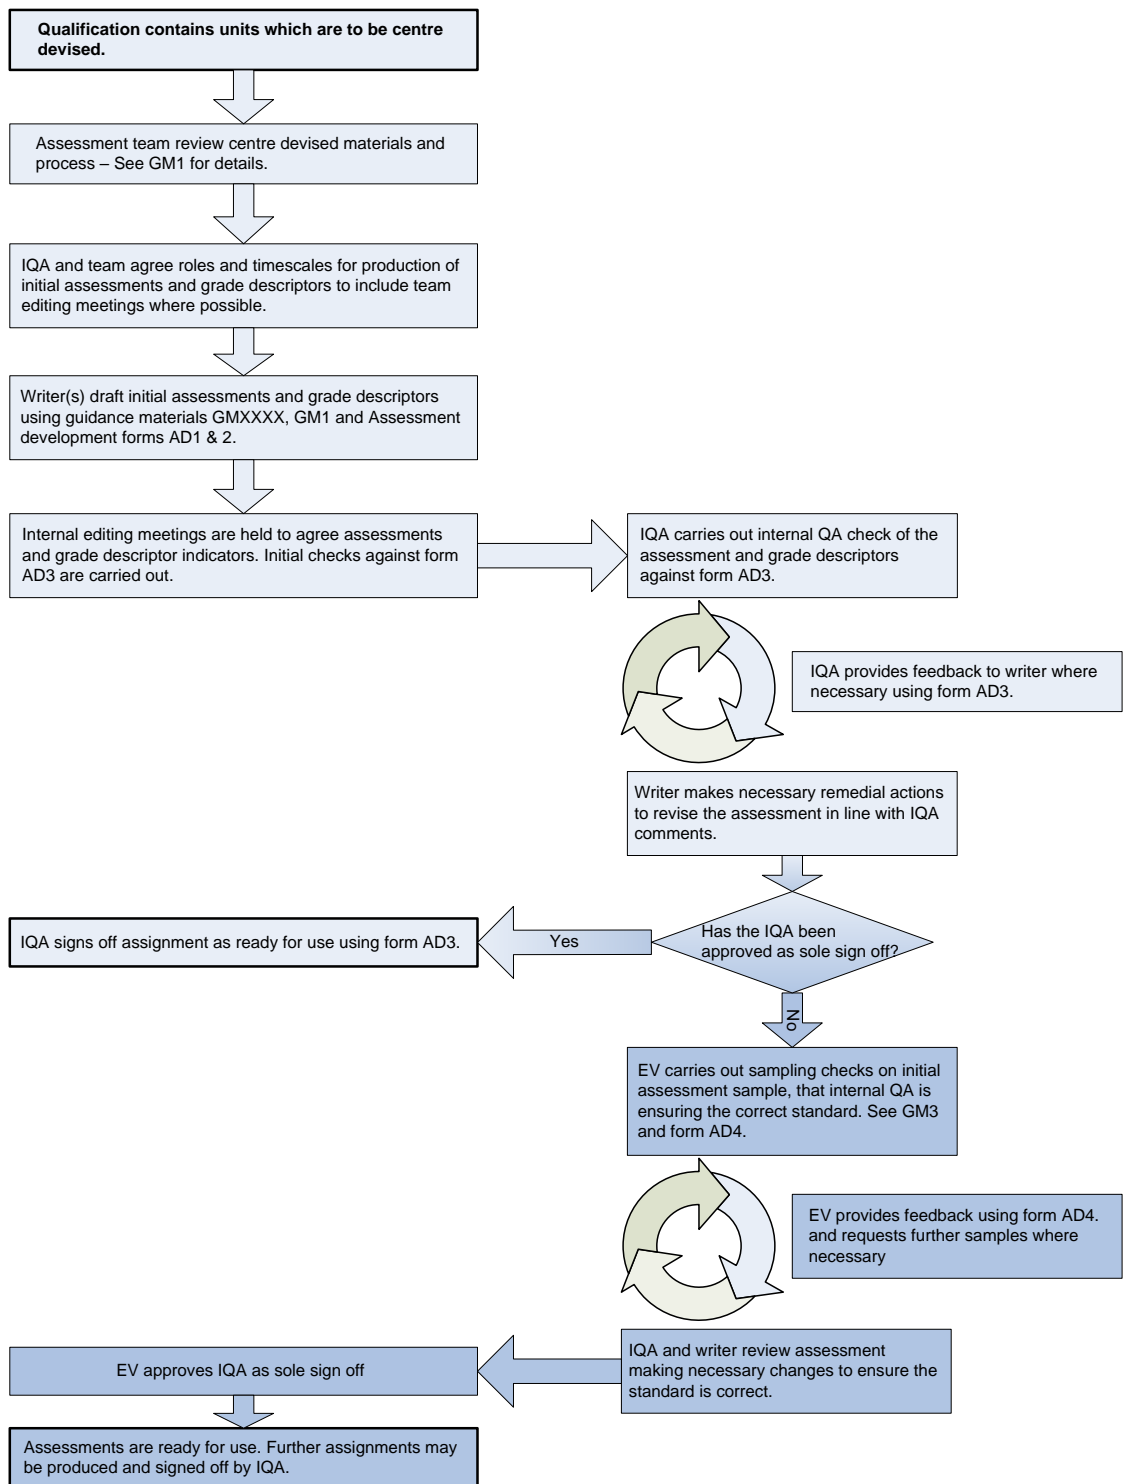 Qualification contains units which are to be centre
devised.
Assessment team review centre devised materials and
process – See GM1 for details.
IQA and team agree roles and timescales for production of
initial assessments and grade descriptors to include team
editing meetings where possible.
Writer(s) draft initial assessments and grade descriptors
using guidance materials GMXXXX, GM1 and Assessment
development forms AD1 & 2.
Internal editing meetings are held to agree assessments
and grade descriptor indicators. Initial checks against form
AD3 are carried out.
IQA carries out internal QA check of the
assessment and grade descriptors
against form AD3.
IQA provides feedback to writer where
necessary using form AD3.
Writer makes necessary remedial actions
to revise the assessment in line with IQA
comments.
Has the IQA been
approved as sole sign off?
Yes
IQA signs off assignment as ready for use using form AD3.
No
EV carries out sampling checks on initial
assessment sample, that internal QA is
ensuring the correct standard. See GM3
and form AD4.
EV provides feedback using form AD4.
and requests further samples where
necessary
IQA and writer review assessment
making necessary changes to ensure the
standard is correct.
EV approves IQA as sole sign off
Assessments are ready for use. Further assignments may
be produced and signed off by IQA.